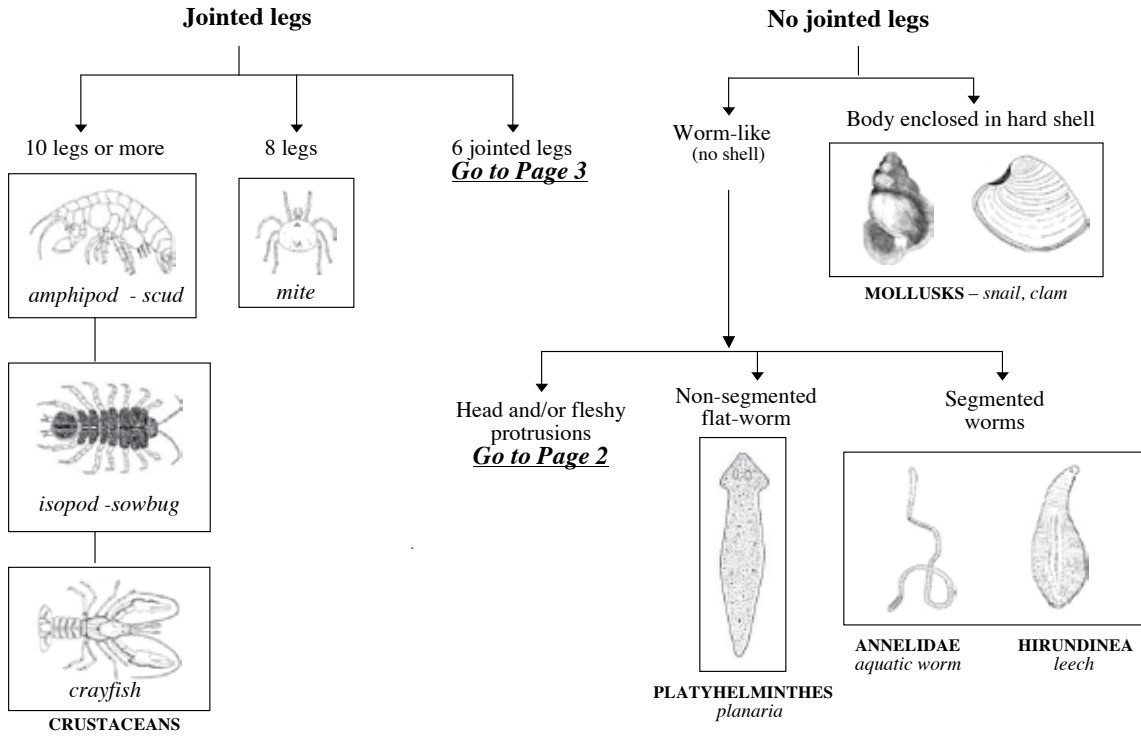 Jointed legs
No jointed legs
10 legs or more
8 legs
6 jointed legs
Go to Page 3
Worm-like
(no shell)
Body enclosed in hard shell
amphipod - scud
mite
MOLLUSKS – snail, clam
isopod -sowbug
Head and/or fleshy
protrusions
Go to Page 2
Non-segmented
flat-worm
Segmented
worms
crayfish
CRUSTACEANS
PLATYHELMINTHES
planaria
ANNELIDAE
aquatic worm
HIRUNDINEA
leech